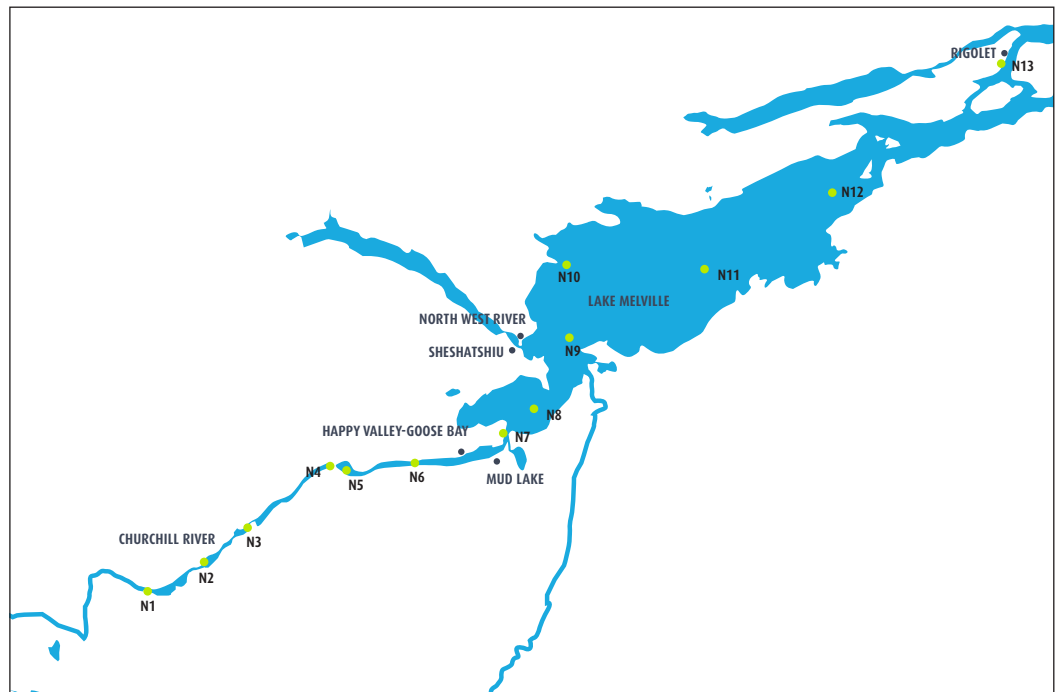 RIGOLET
N13
N12
N10
N11
LAKE MELVILLE
NORTH WEST RIVER
N9
SHESHATSHIU
N8
HAPPY VALLEY-GOOSE BAY
N7
N4
N5
N6
MUD LAKE
CHURCHILL RIVER
N3
N2
N1